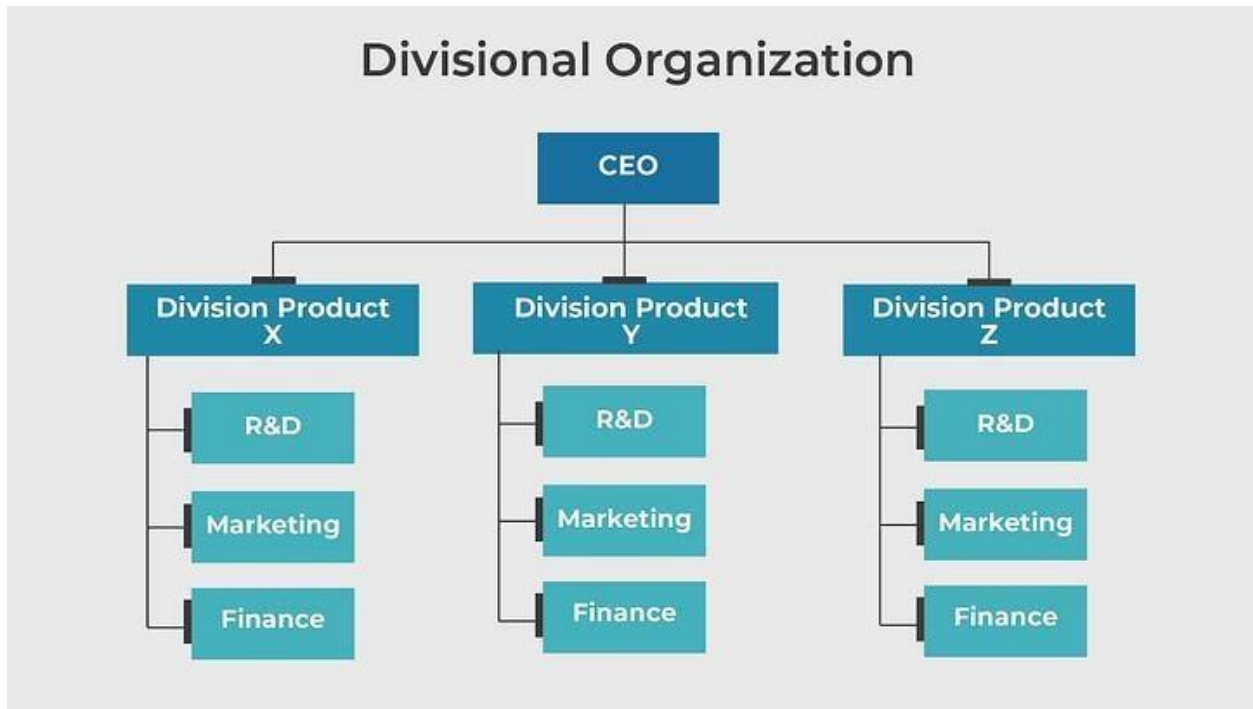 Divisional Organization
CEO
Division Product
X
Division Product
Y
Division Product
Z
R&D
Marketing
Finance
R&D
Marketing
Finance
R&D
Marketing
Finance